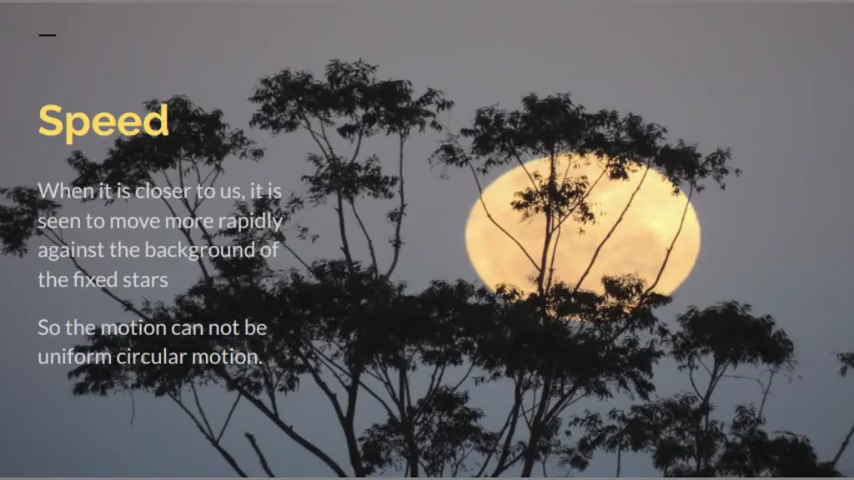 Speed
When it is closer to us, it is
seen to move more rapidly
against the background of
the fixed stars
So the motion can not be
uniform circular motion.